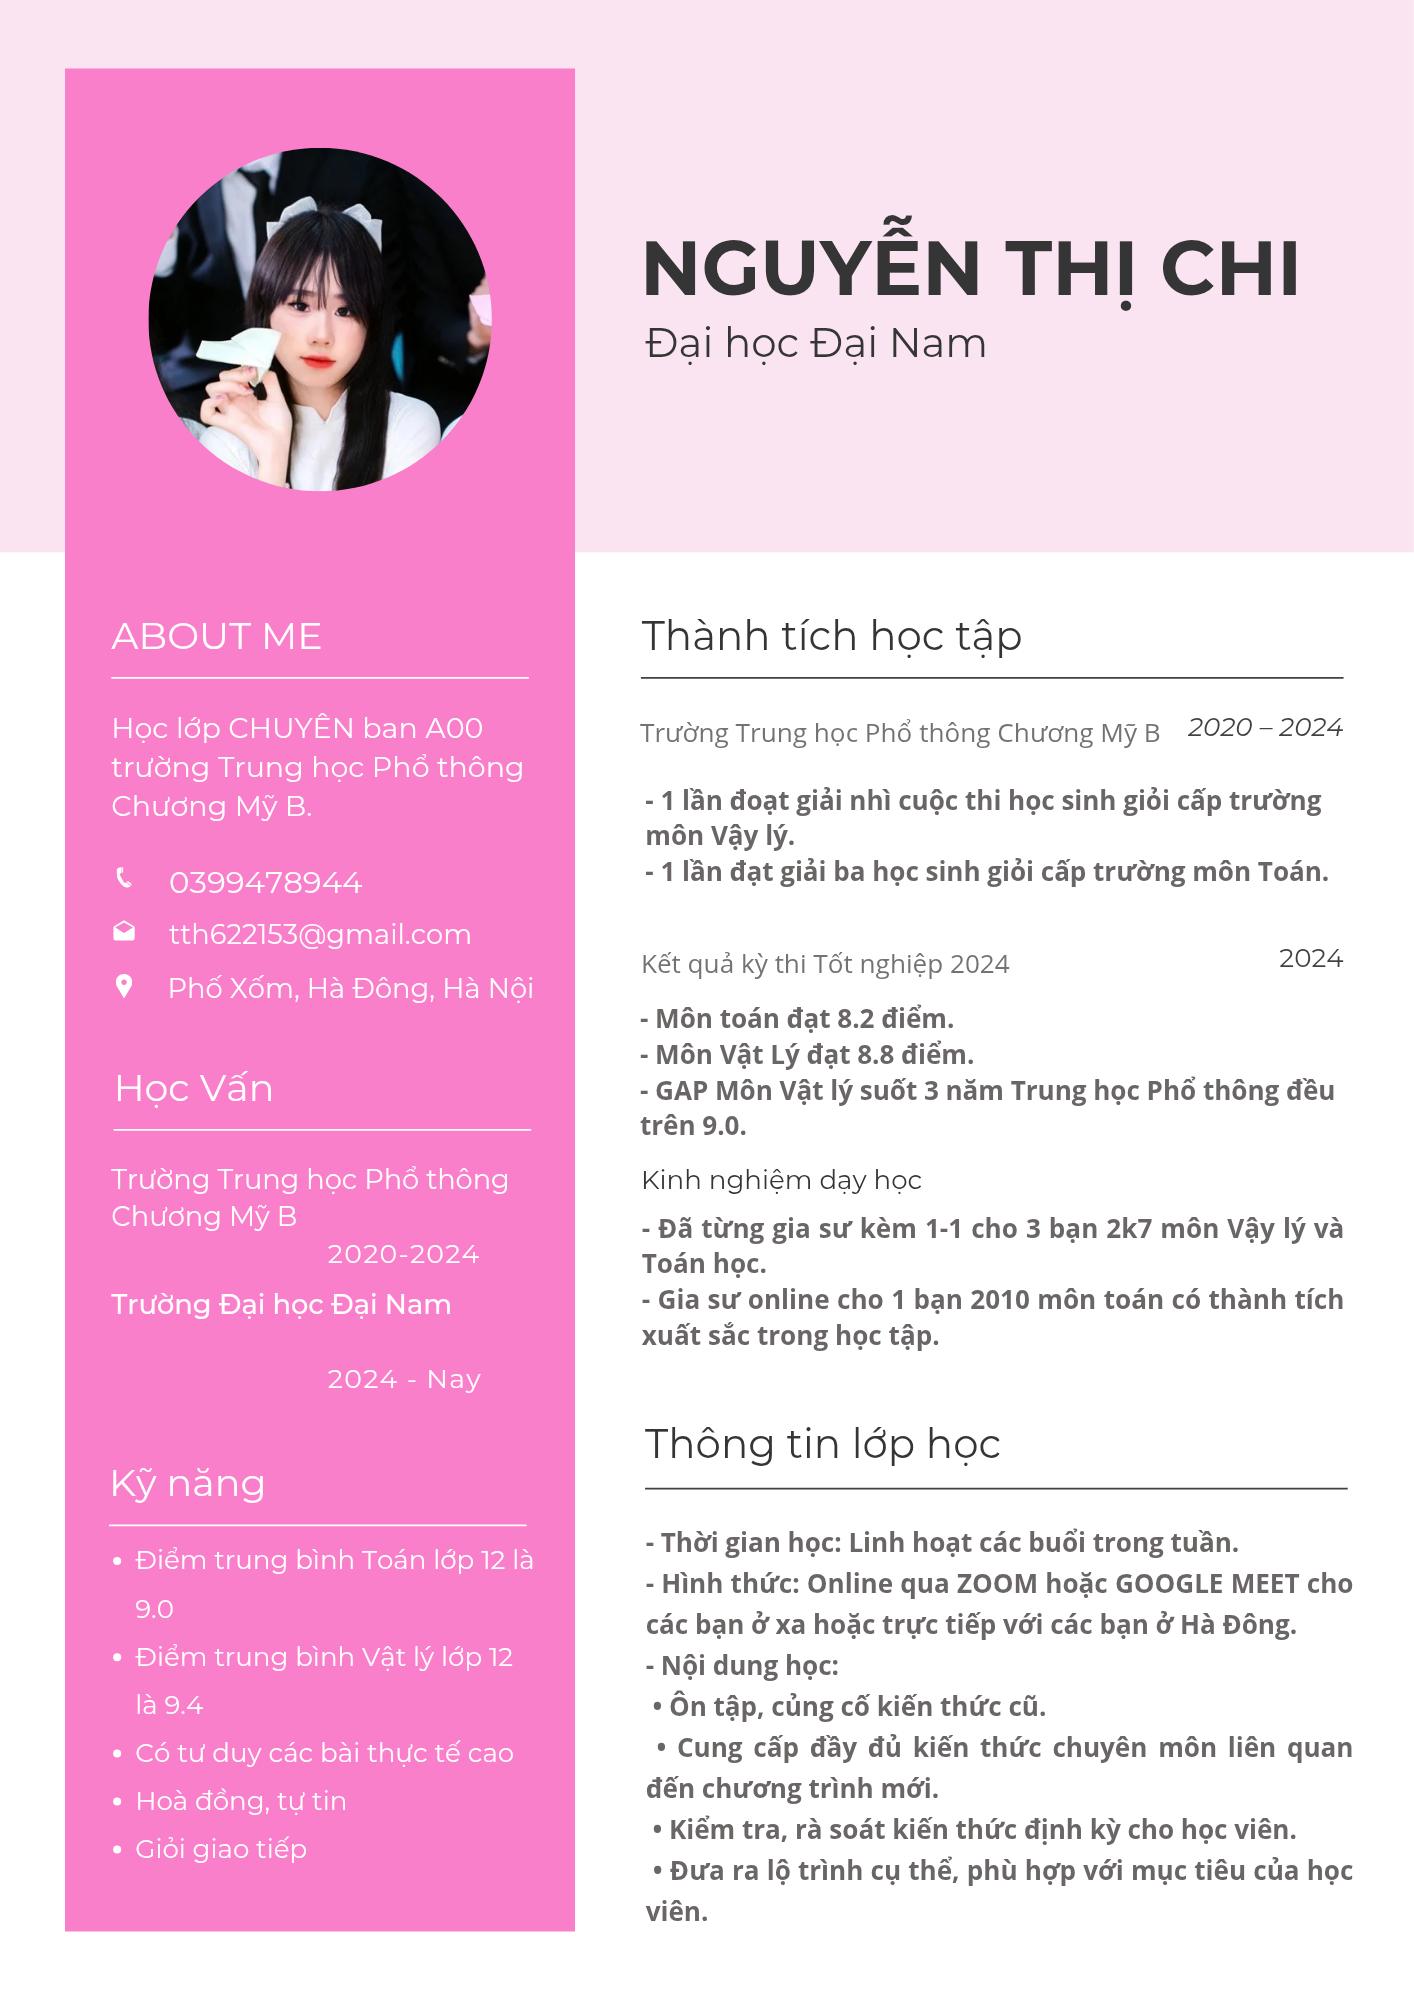 NGUYỄN THỊ CHI
Đại học Đại Nam
ABOUT ME
Học lớp CHUYÊN ban A00
trường Trung học Phổ thông
Chương Mỹ B.
0399478944
tth622153@gmail.com
Phố Xốm, Hà Đông, Hà Nội
Học Vấn
Trường Trung học Phổ thông
Chương Mỹ B
2020-2024
Trường Đại học Đại Nam
2024 - Nay
Kỹ năng
• Điểm trung bình Toán lớp 12 là
9.0
• Điểm trung bình Vật lý lớp 12
là 9.4
• Có tư duy các bài thực tế cao
• Hoà đồng, tự tin
• Giỏi giao tiếp
Thành tích học tập
Trường Trung học Phổ thông Chương Mỹ B 2020 – 2024
- 1 lần đoạt giải nhì cuộc thi học sinh giỏi cấp trường
môn Vậy lý.
- 1 lần đạt giải ba học sinh giỏi cấp trường môn Toán.
Kết quả kỳ thi Tốt nghiệp 2024 2024
- Môn toán đạt 8.2 điểm.
- Môn Vật Lý đạt 8.8 điểm.
- GAP Môn Vật lý suốt 3 năm Trung học Phổ thông đều
trên 9.0.
Kinh nghiệm dạy học
- Đã từng gia sư kèm 1-1 cho 3 bạn 2k7 môn Vậy lý và
Toán học.
- Gia sư online cho 1 bạn 2010 môn toán có thành tích
xuất sắc trong học tập.
Thông tin lớp học
- Thời gian học: Linh hoạt các buổi trong tuần.
- Hình thức: Online qua ZOOM hoặc GOOGLE MEET cho
các bạn ở xa hoặc trực tiếp với các bạn ở Hà Đông.
- Nội dung học:
• Ôn tập, củng cố kiến thức cũ.
• Cung cấp đầy đủ kiến thức chuyên môn liên quan
đến chương trình mới.
• Kiểm tra, rà soát kiến thức định kỳ cho học viên.
• Đưa ra lộ trình cụ thể, phù hợp với mục tiêu của học
viên.